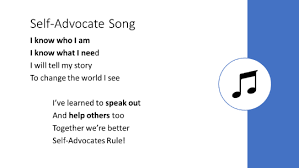 Self-Advocate Song
I know who I am
I know what I need
I will tell my story
To change the world I see
I've learned to speak out
And help others too
Together we're better
Self-Advocates Rule!